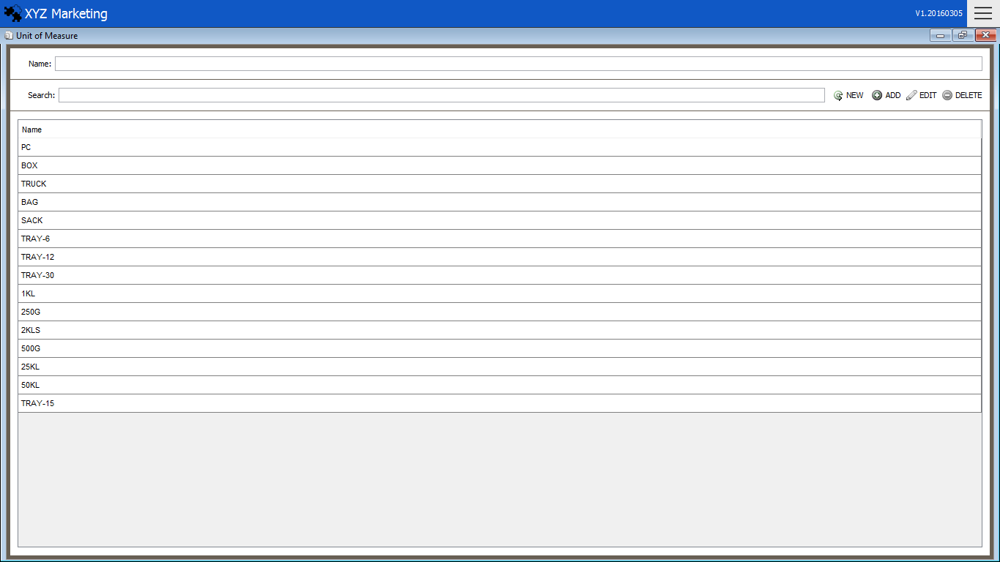 XYZ Marketing
V1.20160305
Unit of Measure
Name:
Search:
NEW ADD EDIT DELETE
Name
PC
BOX
TRUCK
BAG
SACK
TRAY-6
TRAY-12
TRAY-30
1KL
250G
2KLS
500G
25KL
50KL
TRAY-15